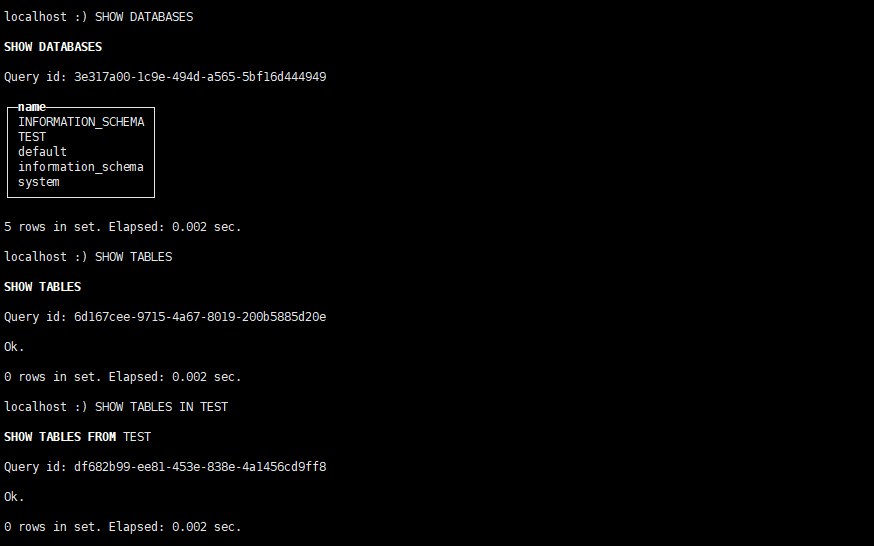 localhost :) SHOW DATABASES
SHOW DATABASES
Query id: 3e317a00-1c9e-494d-a565-5bf16d444949
name
INFORMATION_SCHEMA
TEST
default
information_schema
system
5 rows in set. Elapsed: 0.002 sec.
localhost :) SHOW TABLES
SHOW TABLES
Query id: 6d167cee-9715-4a67-8019-200b5885d20e
Ok.
0 rows in set. Elapsed: 0.002 sec.
localhost :) SHOW TABLES IN TEST
SHOW TABLES FROM TEST
Query id: df682b99-ee81-453e-838e-4a1456cd9ff8
Ok.
0 rows in set. Elapsed: 0.002 sec.